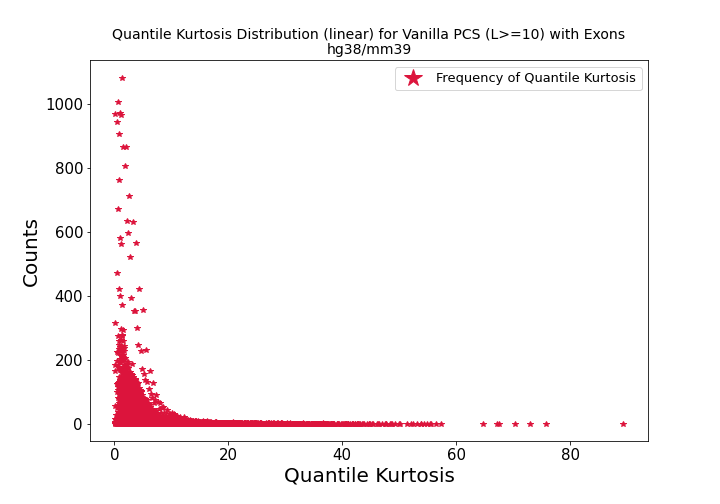 Quantile Kurtosis Distribution (linear) for Vanilla PCS (L>=10) with Exons
hg38/mm39
Frequency of Quantile Kurtosis
1000
800
600
400
200
0
Counts
0 20 40 60 80
Quantile Kurtosis